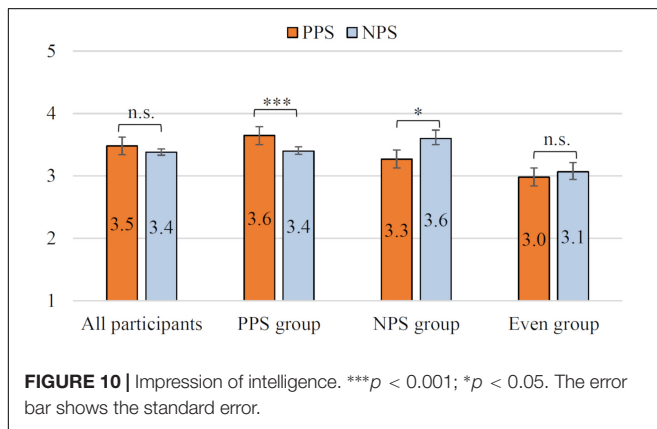 PPS NPS
5
4
3
2
1
n.s.
***
*
n.s.
3.5 3.4 3.6 3.4 3.3 3.6 3.0 3.1
All participants PPS group NPS group Even group
FIGURE 10 | Impression of intelligence. ***p < 0.001; *p < 0.05. The error
bar shows the standard error.